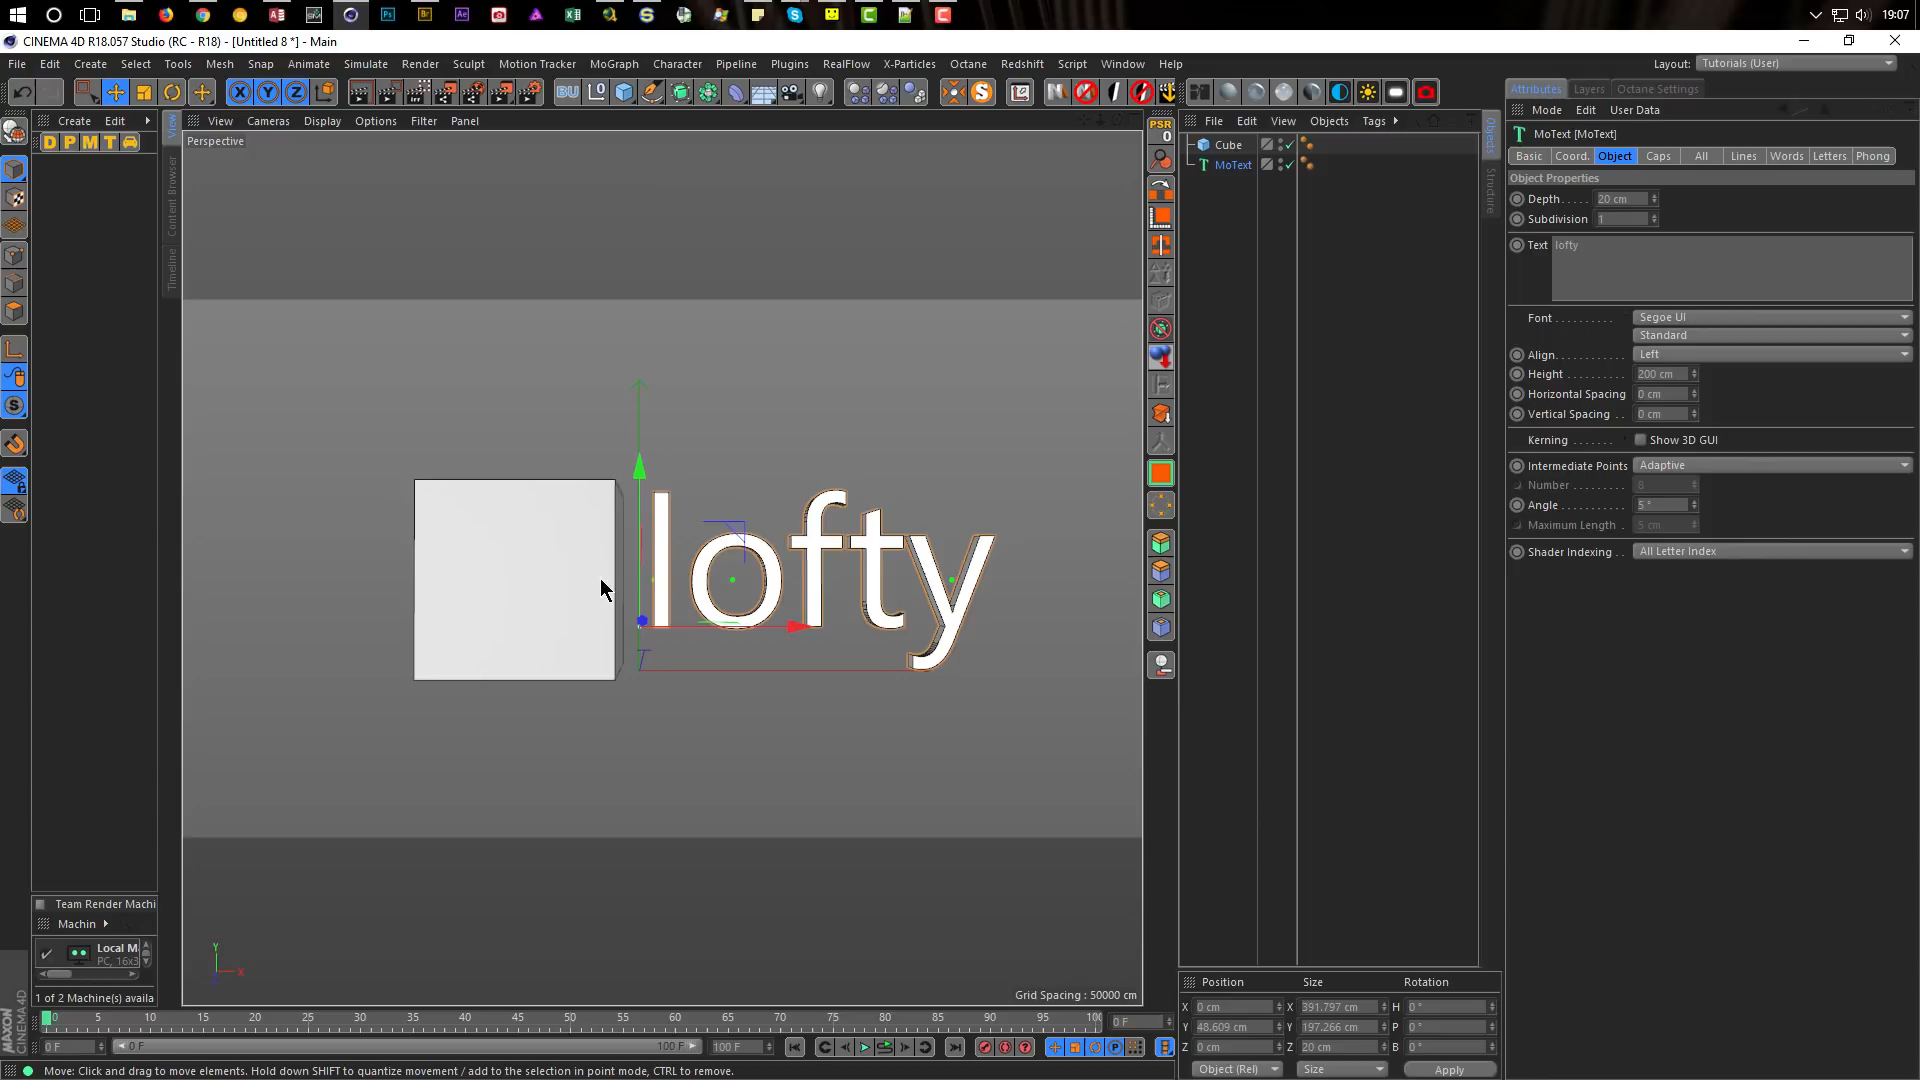 19:07
CINEMA 4D R18.057 Studio (RC - R18) - [Untitled 8 *] - Main
File Edit Create Select Tools Mesh Snap Animate Simulate Render Sculpt Motion Tracker MoGraph Character Pipeline Plugins RealFlow X-Particles Octane Redshift Script Window Help
Layout: Tutorials (User)
Attributes Layers Octane Settings
Create Edit
View Cameras Display Options Filter Panel
File Edit View Objects Tags
Mode Edit User Data
D P M T
View
Content Browser
Timeline
Perspective
PSR
0
Cube
MoText
Objects
Structure
MoText [MoText]
Basic Coord. Object Caps All Lines Words Letters Phong
Object Properties
Depth..... 20 cm
Subdivision 1
Text lofty
Font .......... Segoe UI
Standard
Align............ Left
Height .......... 200 cm
Horizontal Spacing 0 cm
Vertical Spacing .. 0 cm
Kerning ....... Show 3D GUI
Intermediate Points Adaptive
Number ........ 8
Angle ........... 5 °
Maximum Length . 5 cm
Shader Indexing . . All Letter Index
lofty
Y
X
Grid Spacing : 50000 cm
Team Render Machi
Machin
Local M
PC, 16x3
1 of 2 Machine(s) availa
MAXON
CINEMA 4D
0 5 10 15 20 25 30 35 40 45 50 55 60 65 70 75 80 85 90 95 100
0 F
0 F 0 F 100 F 100 F
Position Size Rotation
X 0 cm X 391.797 cm H 0 °
Y 48.609 cm Y 197.266 cm P 0 °
Z 0 cm Z 20 cm B 0 °
Object (Rel) Size Apply
Move: Click and drag to move elements. Hold down SHIFT to quantize movement / add to the selection in point mode, CTRL to remove.